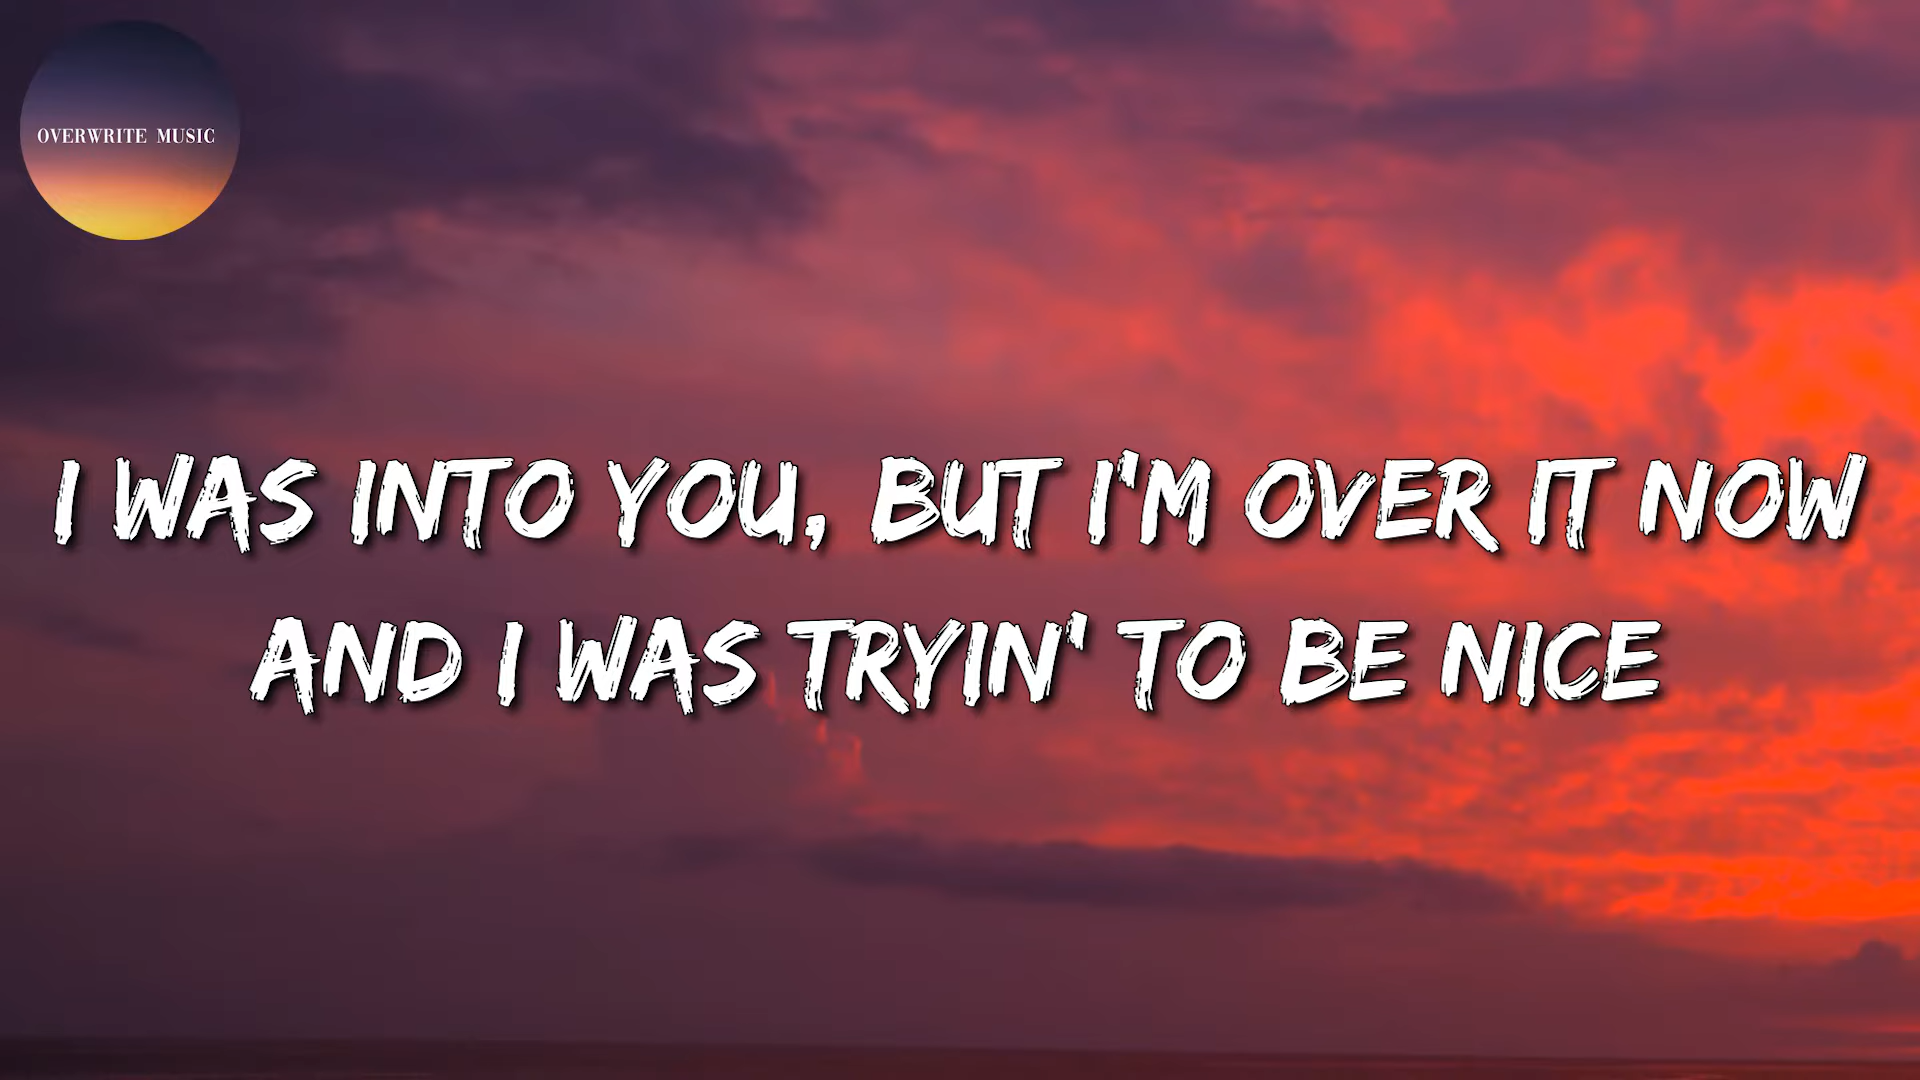 OVERWRITE MUSIC
I WAS INTO YOU, BUT I'M OVER IT NOW
AND I WAS TRYIN' TO BE NICE